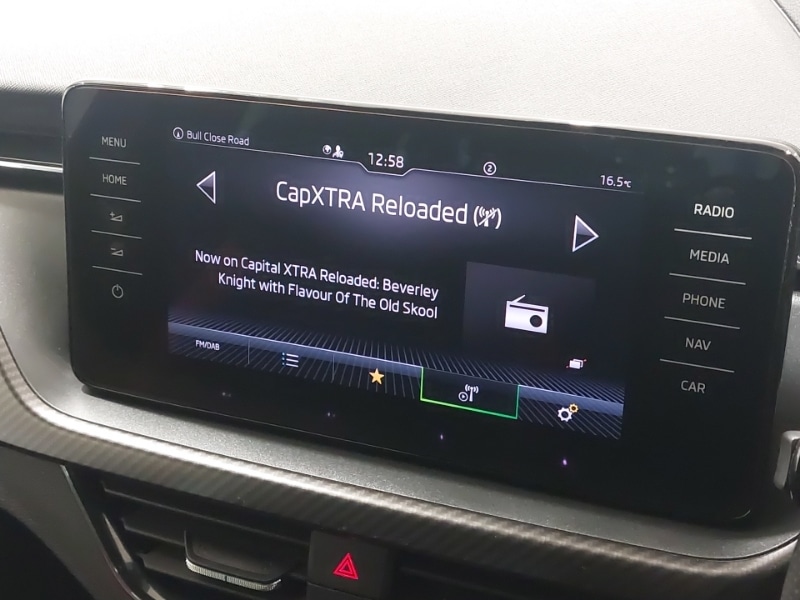 MENU
HOME
Bull Close Road
12:58
2
16.5°C
CapXTRA Reloaded
Now on Capital XTRA Reloaded: Beverley
Knight with Flavour Of The Old Skool
FM/DAB
RADIO
MEDIA
PHONE
NAV
CAR